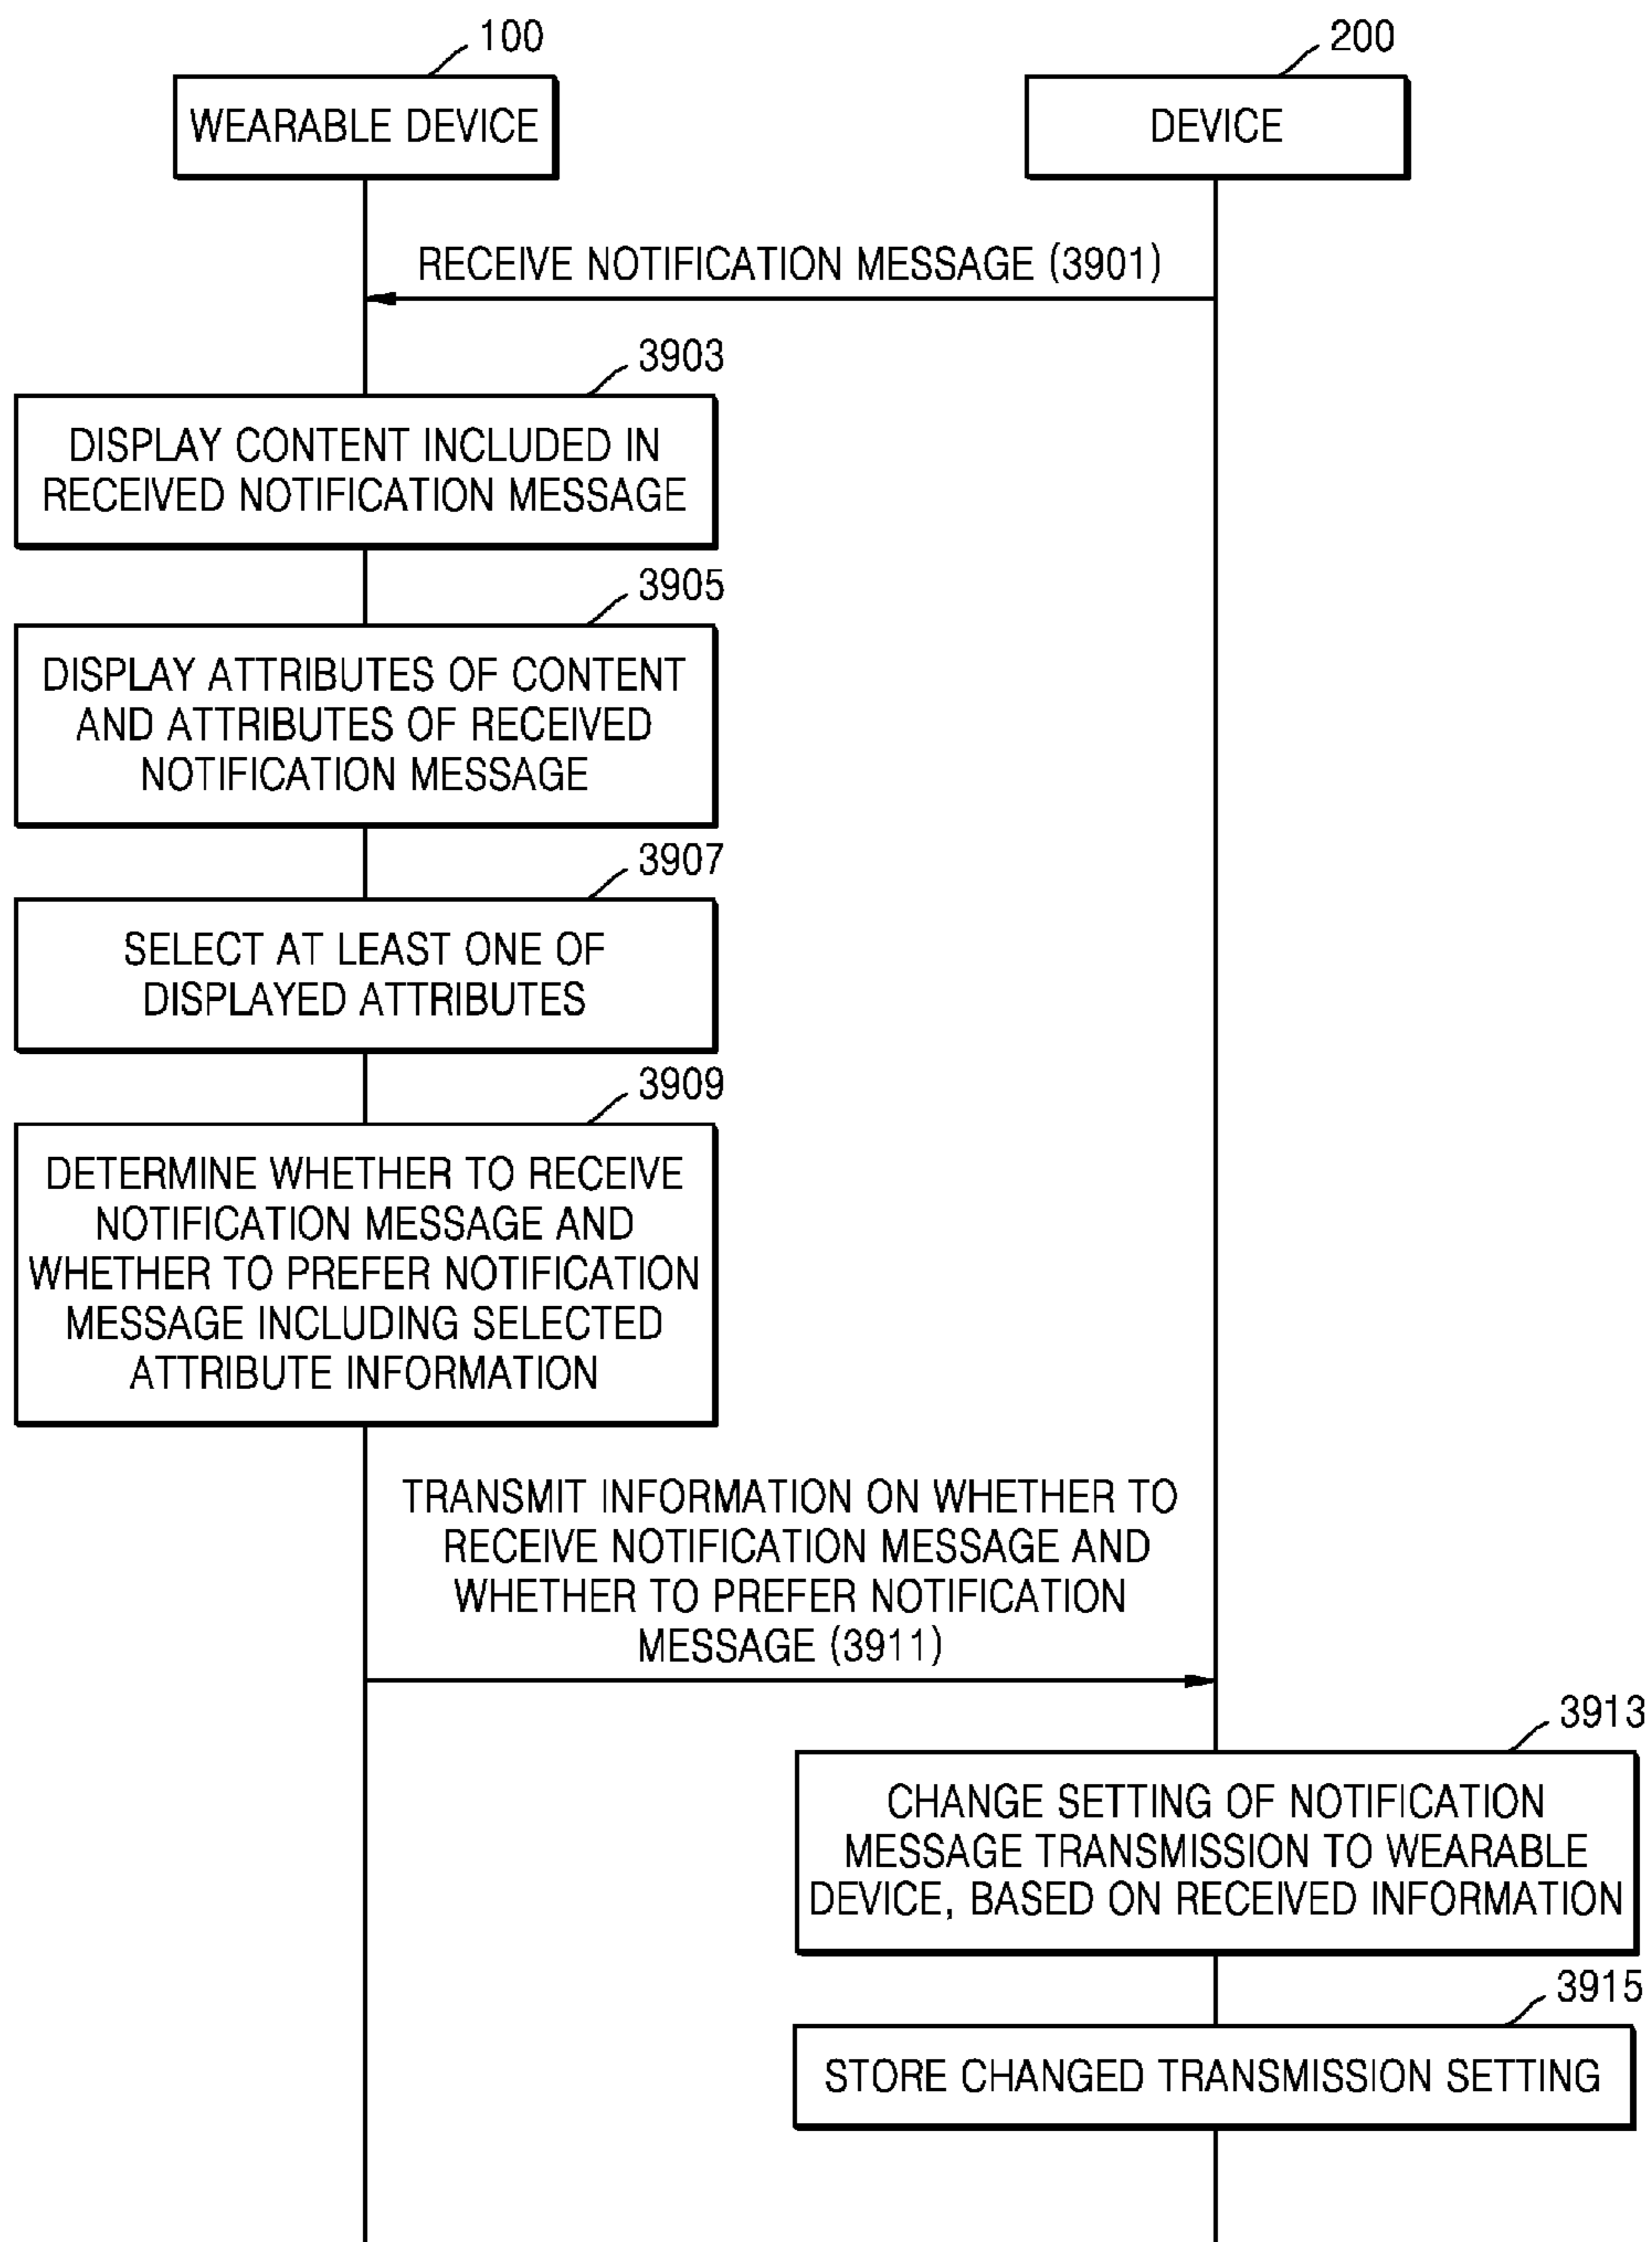 100
200
WEARABLE DEVICE
DEVICE
RECEIVE NOTIFICATION MESSAGE (3901)
3903
DISPLAY CONTENT INCLUDED IN
RECEIVED NOTIFICATION MESSAGE
3905
DISPLAY ATTRIBUTES OF CONTENT
AND ATTRIBUTES OF RECEIVED
NOTIFICATION MESSAGE
3907
SELECT AT LEAST ONE OF
DISPLAYED ATTRIBUTES
3909
DETERMINE WHETHER TO RECEIVE
NOTIFICATION MESSAGE AND
WHETHER TO PREFER NOTIFICATION
MESSAGE INCLUDING SELECTED
ATTRIBUTE INFORMATION
TRANSMIT INFORMATION ON WHETHER TO
RECEIVE NOTIFICATION MESSAGE AND
WHETHER TO PREFER NOTIFICATION
MESSAGE (3911)
3913
CHANGE SETTING OF NOTIFICATION
MESSAGE TRANSMISSION TO WEARABLE
DEVICE, BASED ON RECEIVED INFORMATION
3915
STORE CHANGED TRANSMISSION SETTING